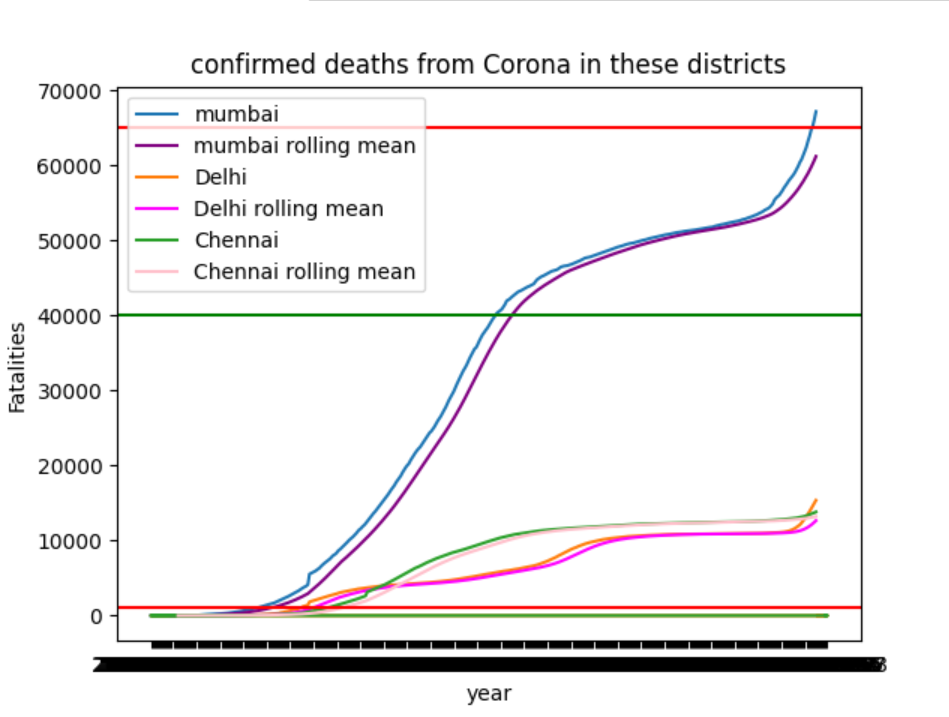 confirmed deaths from Corona in these districts
70000
60000
50000
40000
30000
20000
10000
0
Fatalities
mumbai
mumbai rolling mean
Delhi
Delhi rolling mean
Chennai
Chennai rolling mean
year